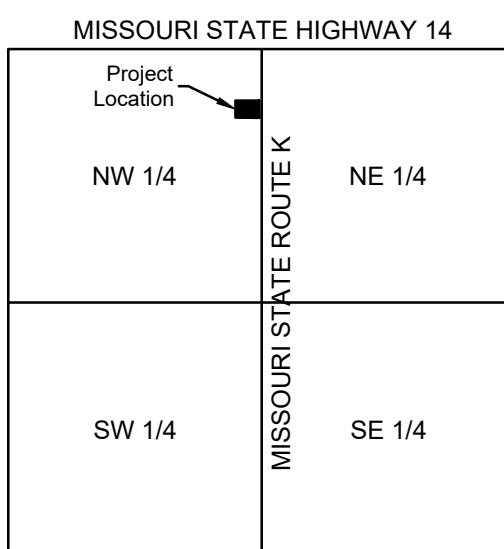 MISSOURI STATE HIGHWAY 14
Project
Location
NW 1/4
NE 1/4
MISSOURI STATE ROUTE K
SW 1/4
SE 1/4